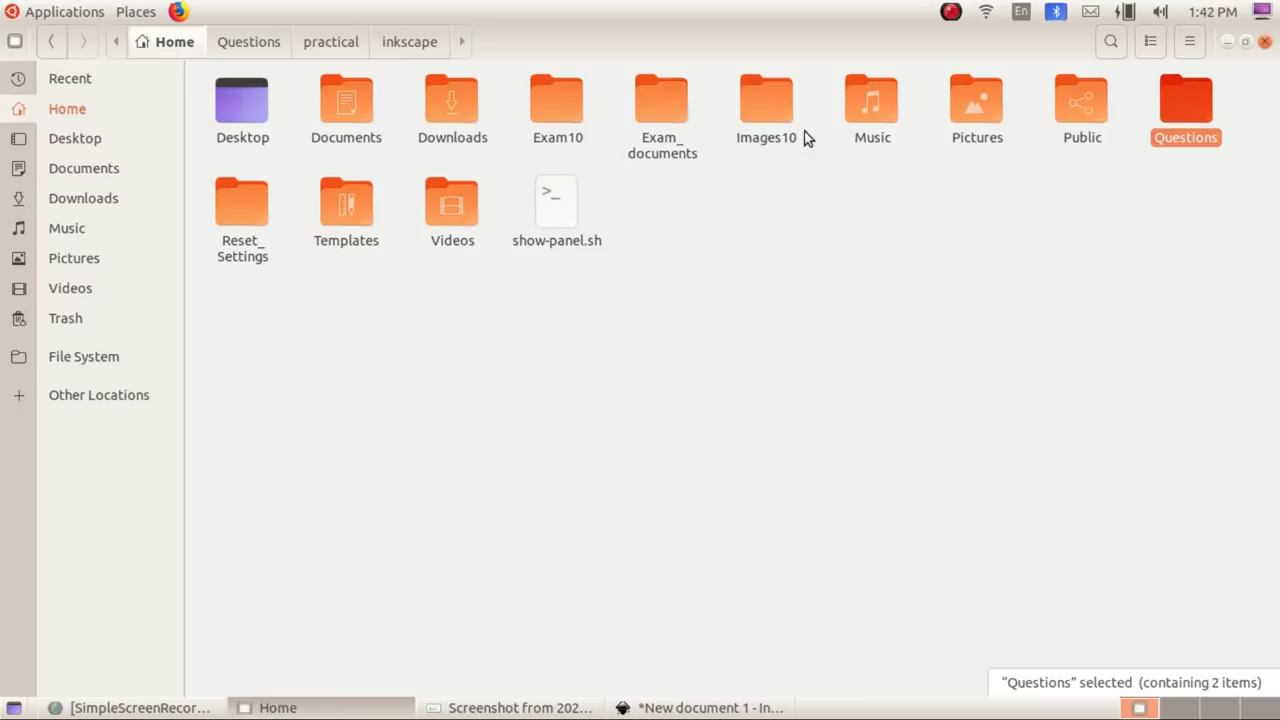 Applications Places En 1:42 PM
Home Questions practical inkscape
Recent
Home
Desktop
Documents
Downloads
Music
Pictures
Videos
Trash
File System
Other Locations
Desktop Documents Downloads Exam10 Exam_ Images10 Music Pictures Public Questions
documents
>_
Reset_ Templates Videos show-panel.sh
Settings
“Questions” selected (containing 2 items)
[SimpleScreenRecor... Home Screenshot from 202... *New document 1 - In...